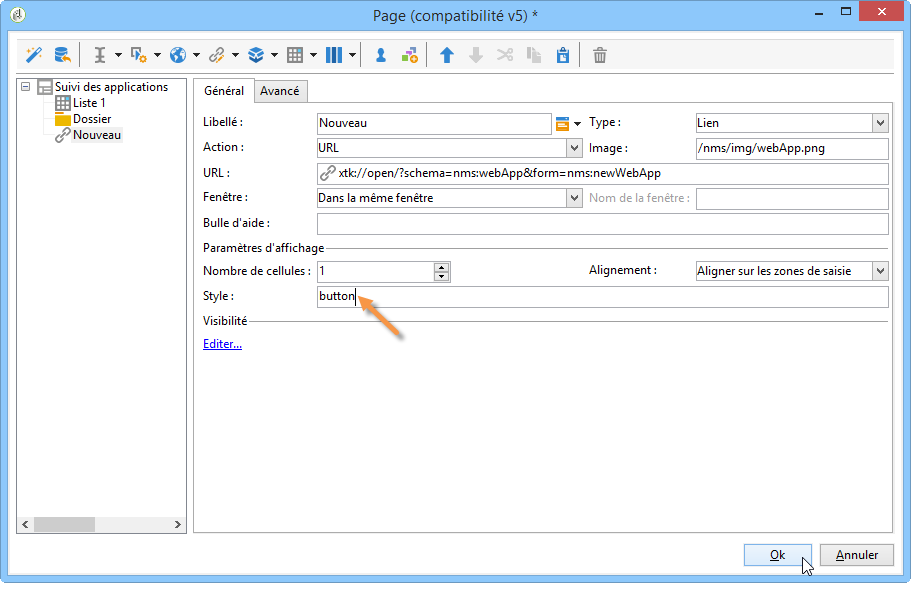 Page (compatibilité v5) *
Suivi des applications
Liste 1
Dossier
Nouveau
Général Avancé
Libellé : Nouveau Type : Lien
Action : URL Image : /nms/img/webApp.png
URL : xtk://open/?schema=nms:webApp&form=nms:newWebApp
Fenêtre : Dans la même fenêtre Nom de la fenêtre :
Bulle d'aide :
Paramètres d'affichage
Nombre de cellules : 1 Alignement : Aligner sur les zones de saisie
Style : button
Visibilité
Editer...
Ok Annuler